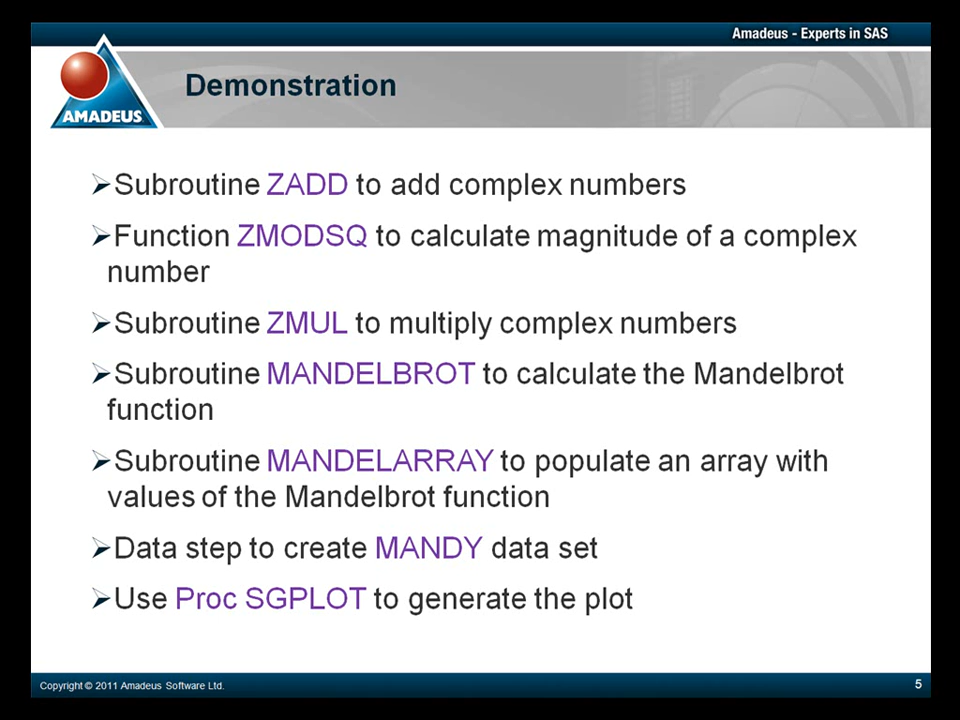 Amadeus - Experts in SAS
Demonstration
AMADEUS
➢Subroutine ZADD to add complex numbers
➢Function ZMODSQ to calculate magnitude of a complex
number
➢Subroutine ZMUL to multiply complex numbers
➢Subroutine MANDELBROT to calculate the Mandelbrot
function
➢Subroutine MANDELARRAY to populate an array with
values of the Mandelbrot function
➢Data step to create MANDY data set
➢Use Proc SGPLOT to generate the plot
Copyright © 2011 Amadeus Software Ltd.
5